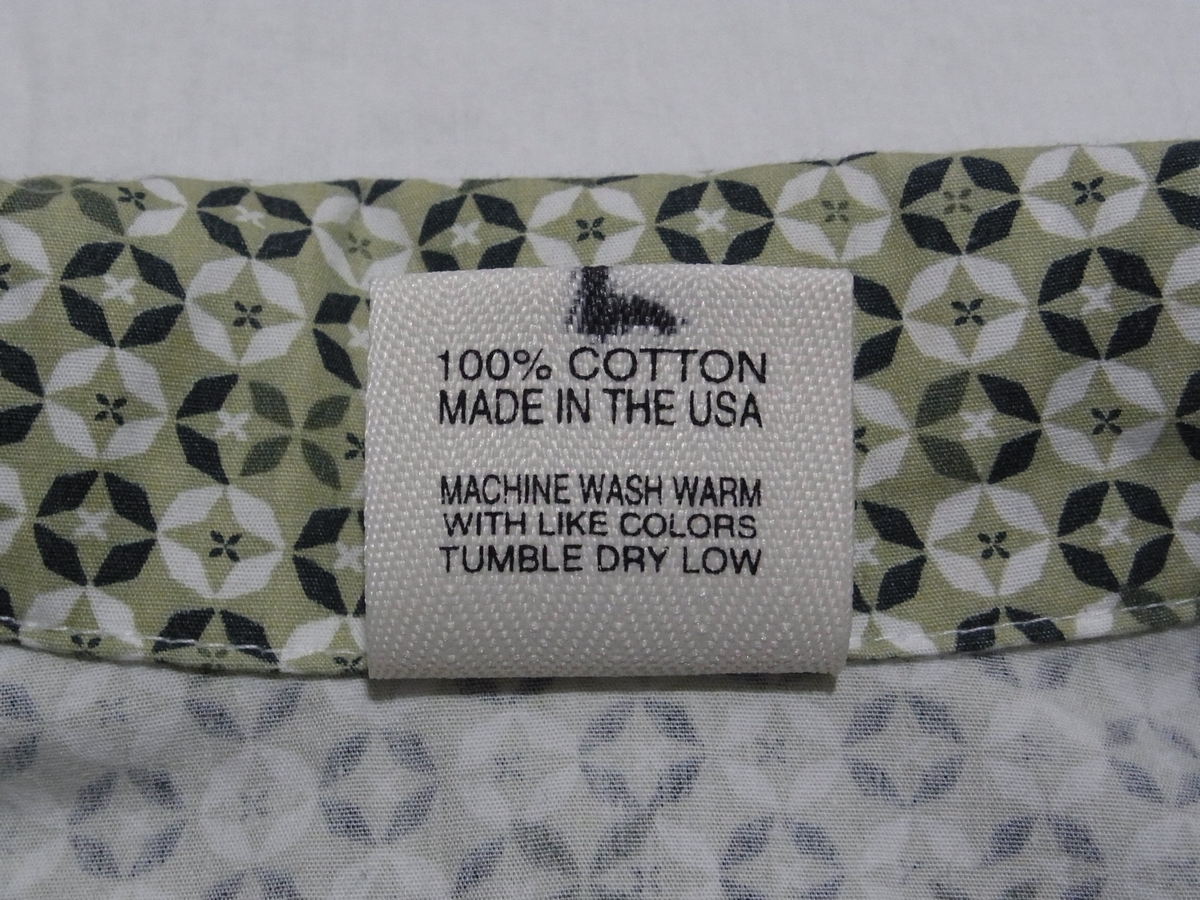 100% COTTON
MADE IN THE USA
MACHINE WASH WARM
WITH LIKE COLORS
TUMBLE DRY LOW